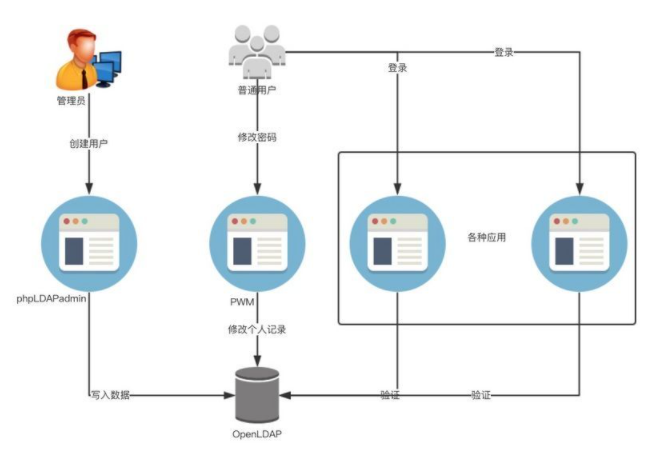 登录
登录
管理员
普通用户
创建用户
修改密码
各种应用
phpLDAPadmin
PWM
修改个人记录
写入数据
验证
验证
OpenLDAP